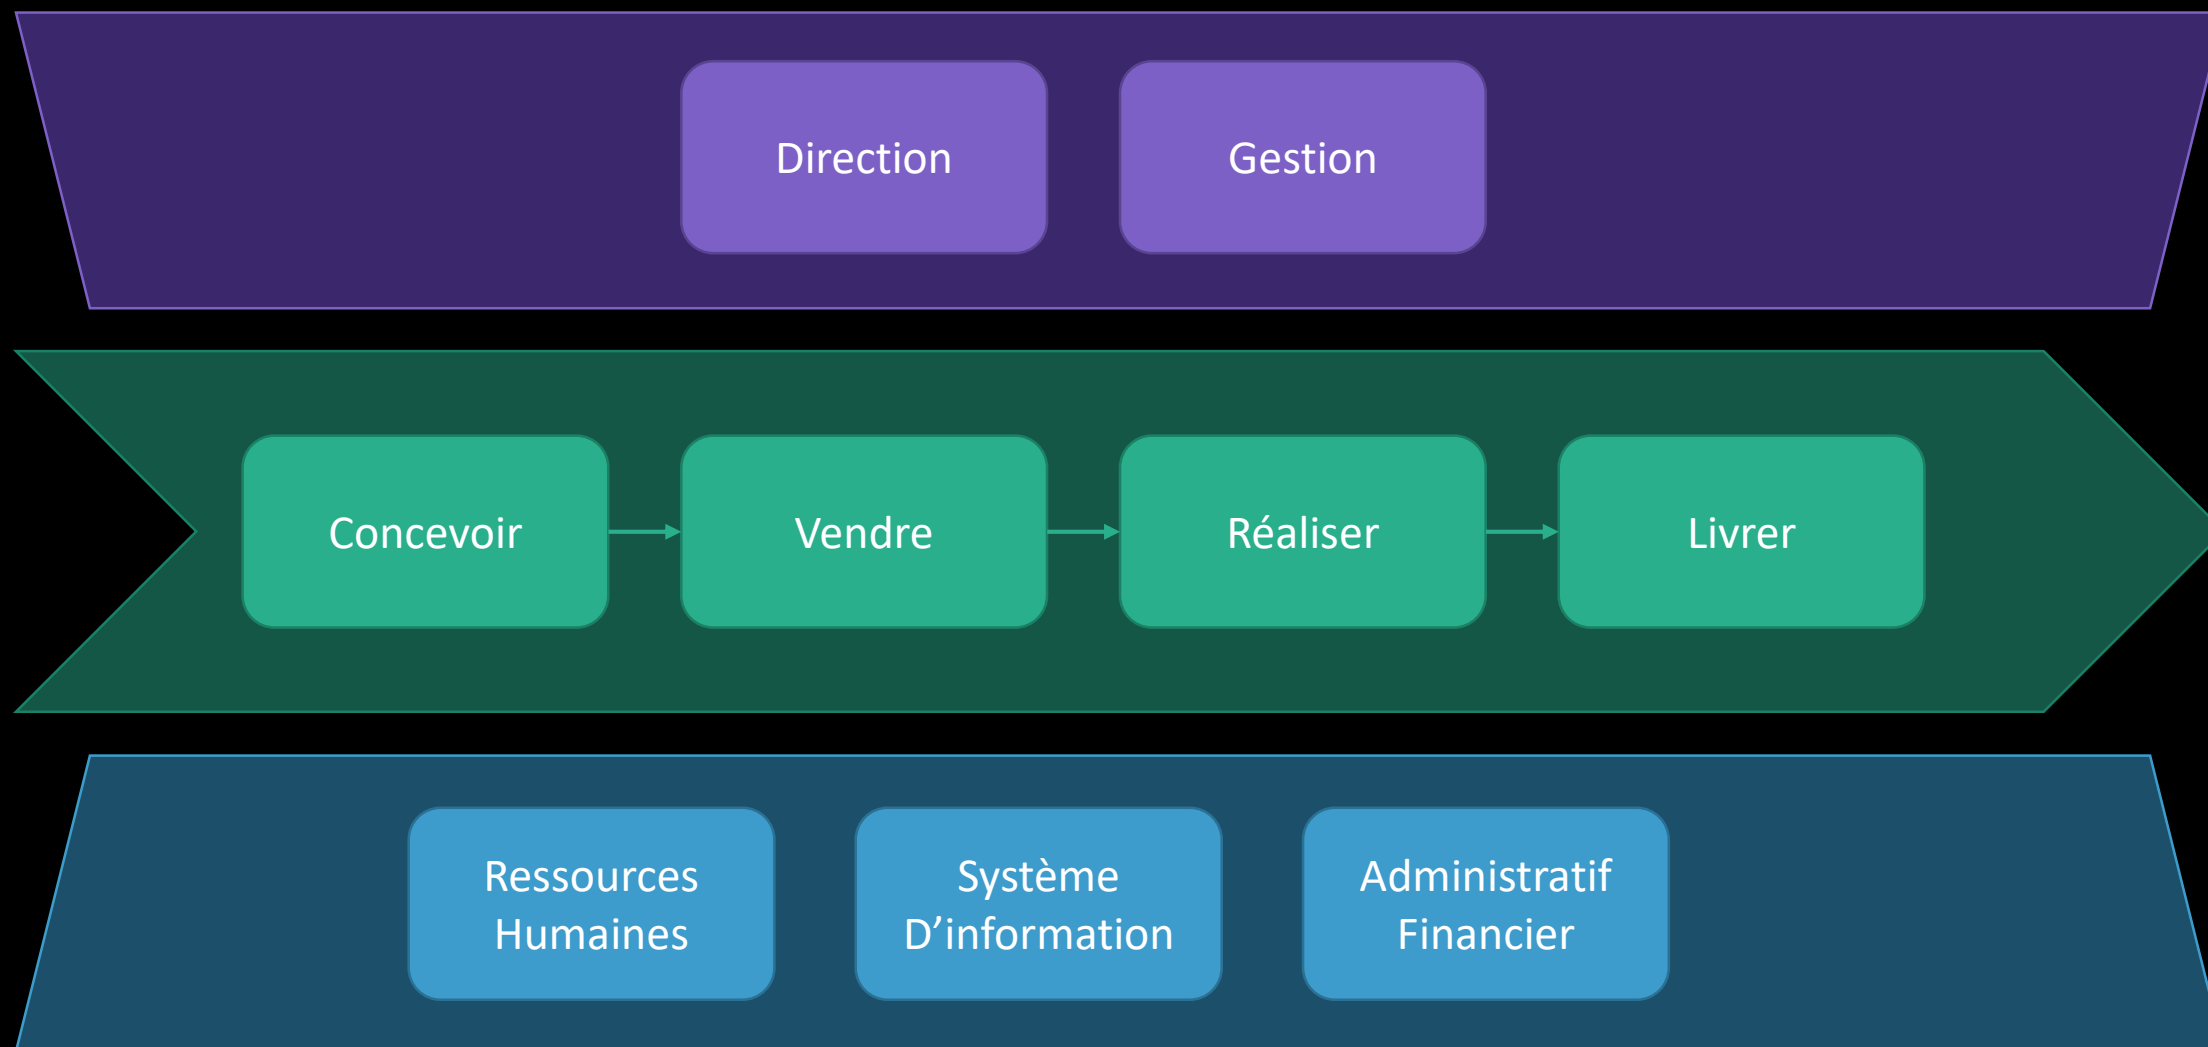 Direction
Gestion
Concevoir
Vendre
Réaliser
Livrer
Ressources
Humaines
Système
D’information
Administratif
Financier